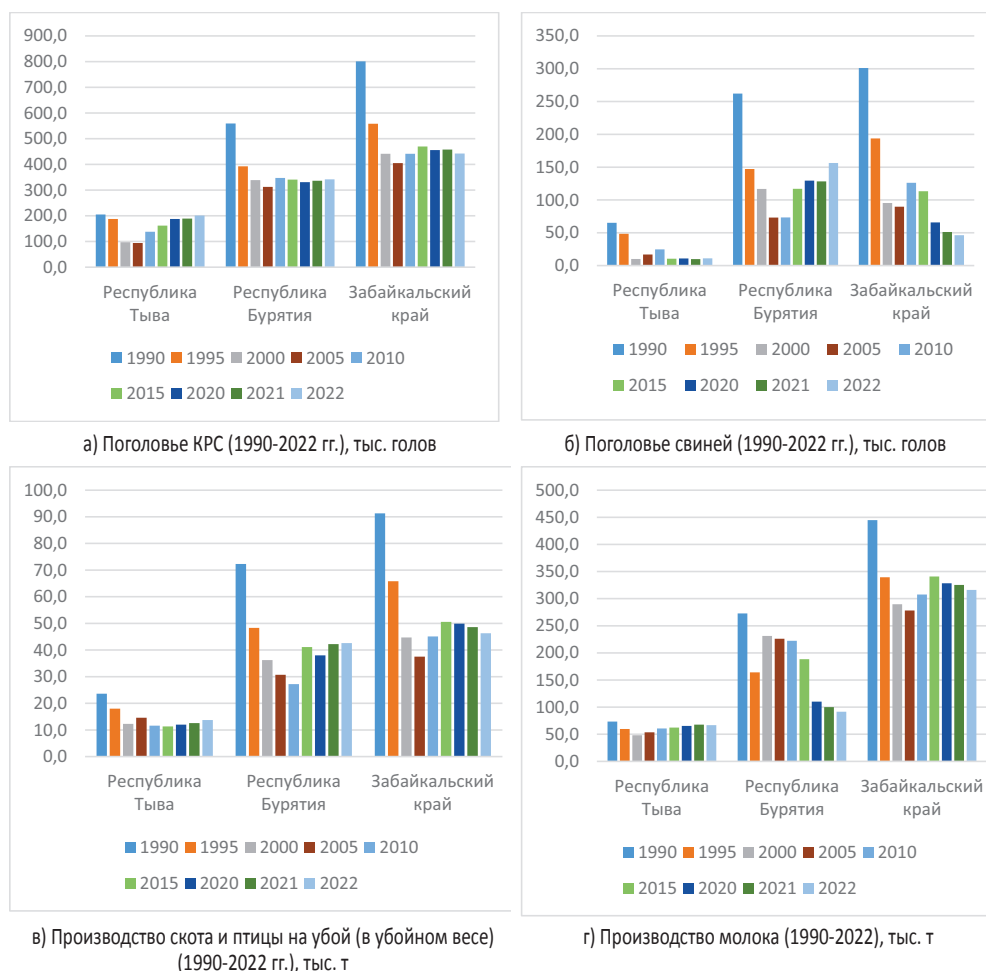 900,0
800,0
700,0
600,0
500,0
400,0
300,0
200,0
100,0
0,0
Республика
Тыва
Республика
Бурятия
Забайкальский
край
1990 1995 2000 2005 2010
2015 2020 2021 2022
а) Поголовье КРС (1990-2022 гг.), тыс. голов
350,0
300,0
250,0
200,0
150,0
100,0
50,0
0,0
Республика
Тыва
Республика
Бурятия
Забайкальский
край
1990 1995 2000 2005 2010
2015 2020 2021 2022
б) Поголовье свиней (1990-2022 гг.), тыс. голов
100,0
90,0
80,0
70,0
60,0
50,0
40,0
30,0
20,0
10,0
0,0
Республика
Тыва
Республика
Бурятия
Забайкальский
край
1990 1995 2000 2005 2010
2015 2020 2021 2022
в) Производство скота и птицы на убой (в убойном весе)
(1990-2022 гг.), тыс. т
500,0
450,0
400,0
350,0
300,0
250,0
200,0
150,0
100,0
50,0
0,0
Республика
Тыва
Республика
Бурятия
Забайкальский
край
1990 1995 2000 2005 2010
2015 2020 2021 2022
г) Производство молока (1990-2022), тыс. т